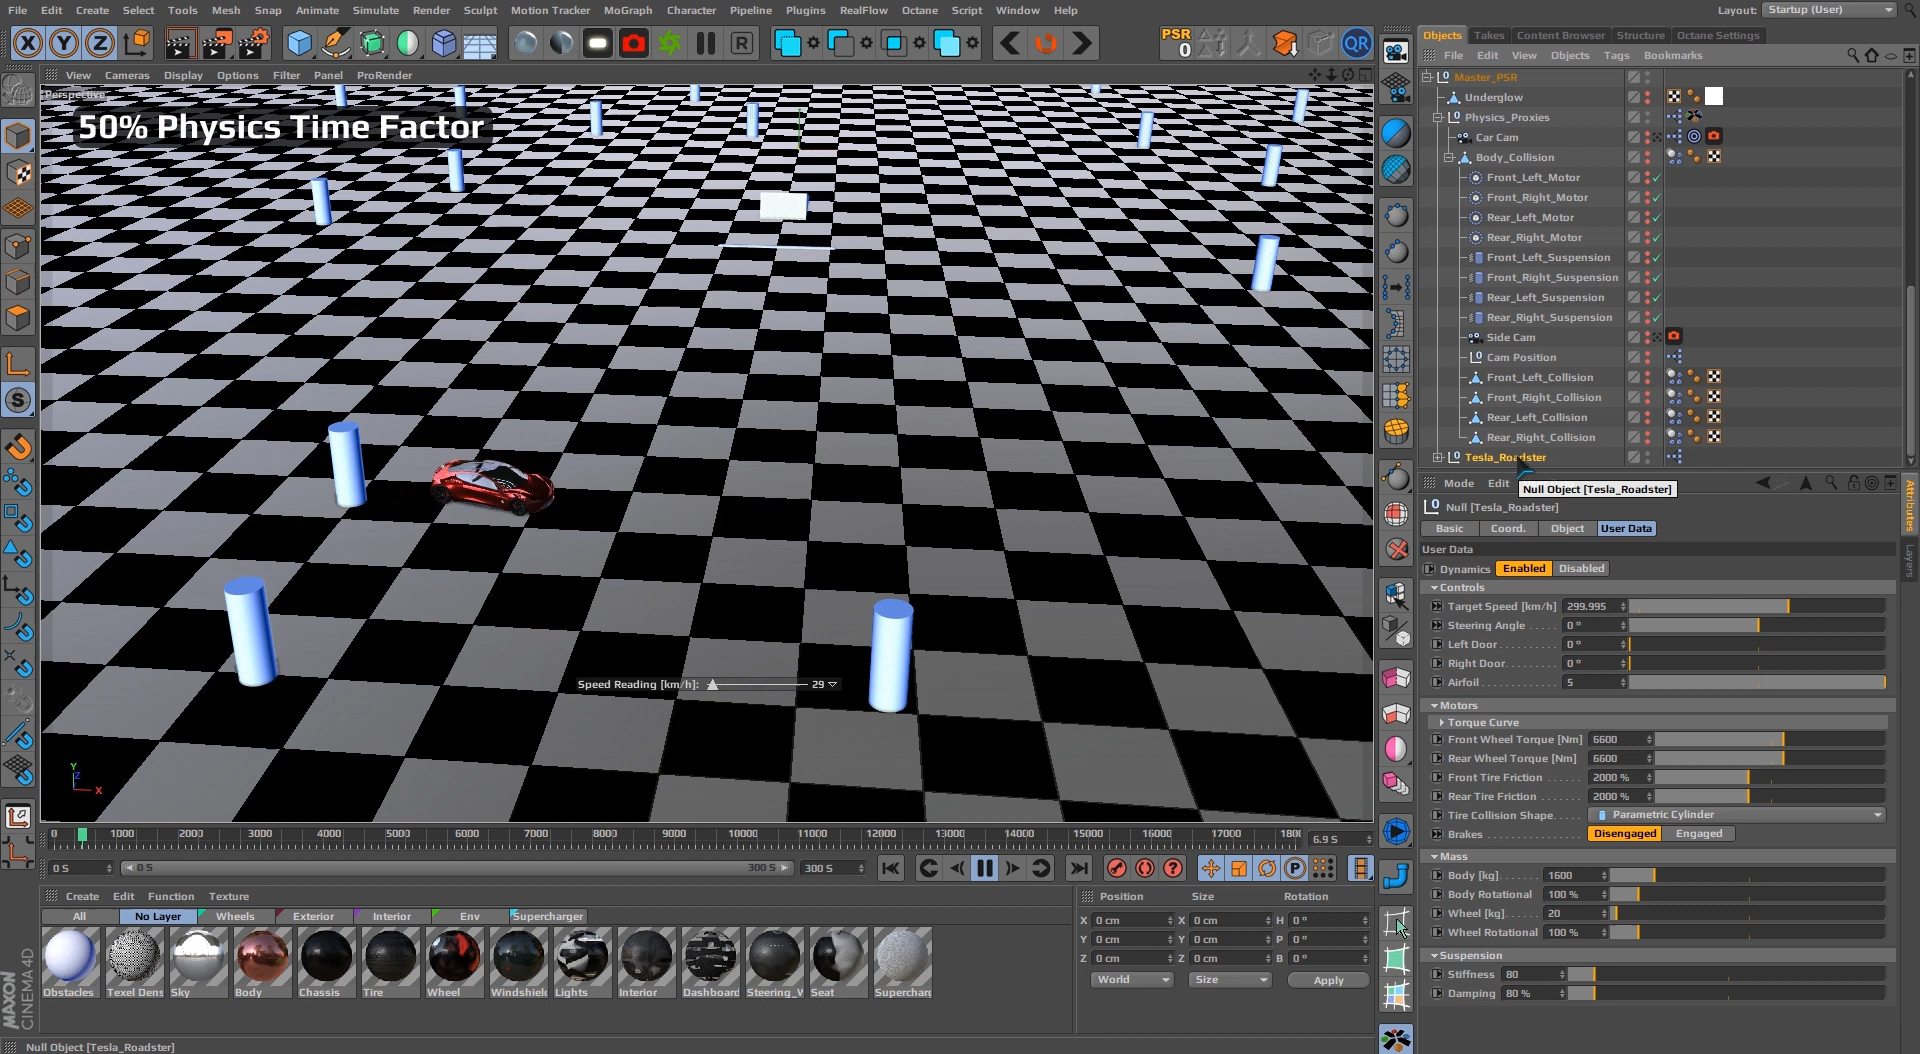 File Edit Create Select Tools Mesh Snap Animate Simulate Render Sculpt Motion Tracker MoGraph Character Pipeline Plugins RealFlow Octane Script Window Help
Layout: Startup (User)
X Y Z
R
PSR
0
QR
View Cameras Display Options Filter Panel ProRender
Perspective
50% Physics Time Factor
Speed Reading [km/h]: 29
Y
Z
X
Objects Takes Content Browser Structure Octane Settings
File Edit View Objects Tags Bookmarks
Master_PSR
Underglow
Physics_Proxies
Car Cam
Body_Collision
Front_Left_Motor
Front_Right_Motor
Rear_Left_Motor
Rear_Right_Motor
Front_Left_Suspension
Front_Right_Suspension
Rear_Left_Suspension
Rear_Right_Suspension
Side Cam
Cam Position
Front_Left_Collision
Front_Right_Collision
Rear_Left_Collision
Rear_Right_Collision
Tesla_Roadster
Mode Edit
Null Object [Tesla_Roadster]
Null [Tesla_Roadster]
Basic Coord. Object User Data
Attributes
Layers
User Data
Dynamics Enabled Disabled
Controls
Target Speed [km/h] 299.995
Steering Angle ..... 0 °
Left Door ........ 0 °
Right Door....... 0 °
Airfoil .......... 5
Motors
Torque Curve
Front Wheel Torque [Nm] 6600
Rear Wheel Torque [Nm] 6600
Front Tire Friction ...... 2000 %
Rear Tire Friction ....... 2000 %
Tire Collision Shape.... Parametric Cylinder
Brakes............. Disengaged Engaged
Mass
Body [kg]....... 1600
Body Rotational 100 %
Wheel [kg]..... 20
Wheel Rotational 100 %
Suspension
Stiffness 80
Damping 80 %
0 1000 2000 3000 4000 5000 6000 7000 8000 9000 10000 11000 12000 13000 14000 15000 16000 17000 1800
6.9 S
0 S 0 S 300 S 300 S
P
Create Edit Function Texture
All No Layer Wheels Exterior Interior Env Supercharger
Obstacles Texel Dens Sky Body Chassis Tire Wheel Windshield Lights Interior Dashboard Steering_W Seat Superchar
Position Size Rotation
X 0 cm X 0 cm H 0 °
Y 0 cm Y 0 cm P 0 °
Z 0 cm Z 0 cm B 0 °
World Size Apply
MAXON
CINEMA 4D
Null Object [Tesla_Roadster]